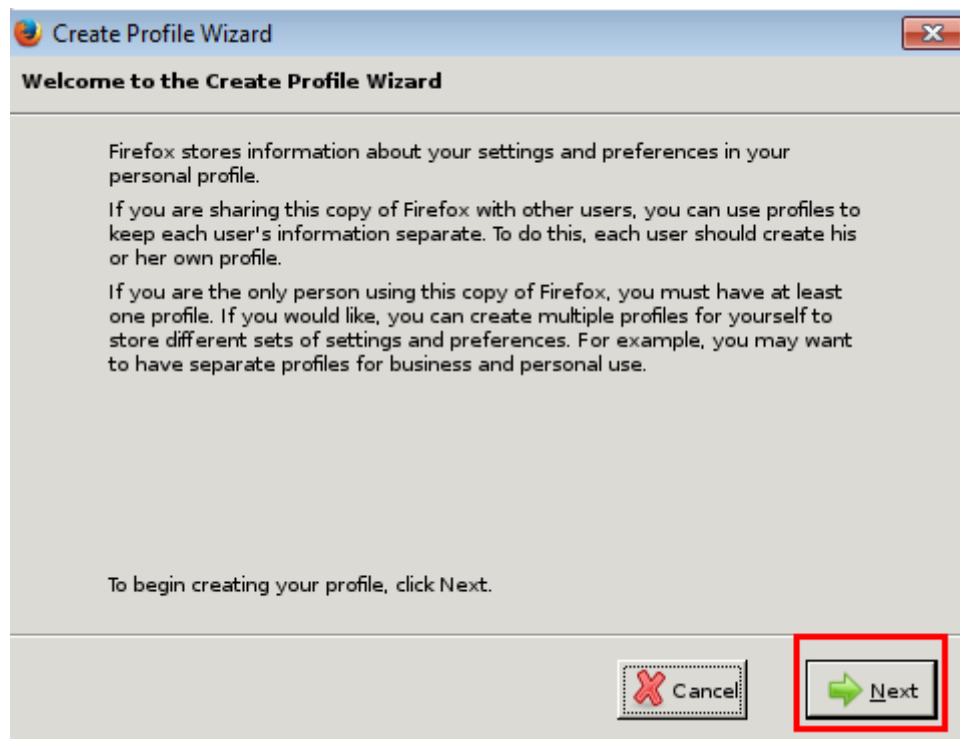 Create Profile Wizard
Welcome to the Create Profile Wizard
Firefox stores information about your settings and preferences in your
personal profile.
If you are sharing this copy of Firefox with other users, you can use profiles to
keep each user's information separate. To do this, each user should create his
or her own profile.
If you are the only person using this copy of Firefox, you must have at least
one profile. If you would like, you can create multiple profiles for yourself to
store different sets of settings and preferences. For example, you may want
to have separate profiles for business and personal use.
To begin creating your profile, click Next.
Cancel
Next